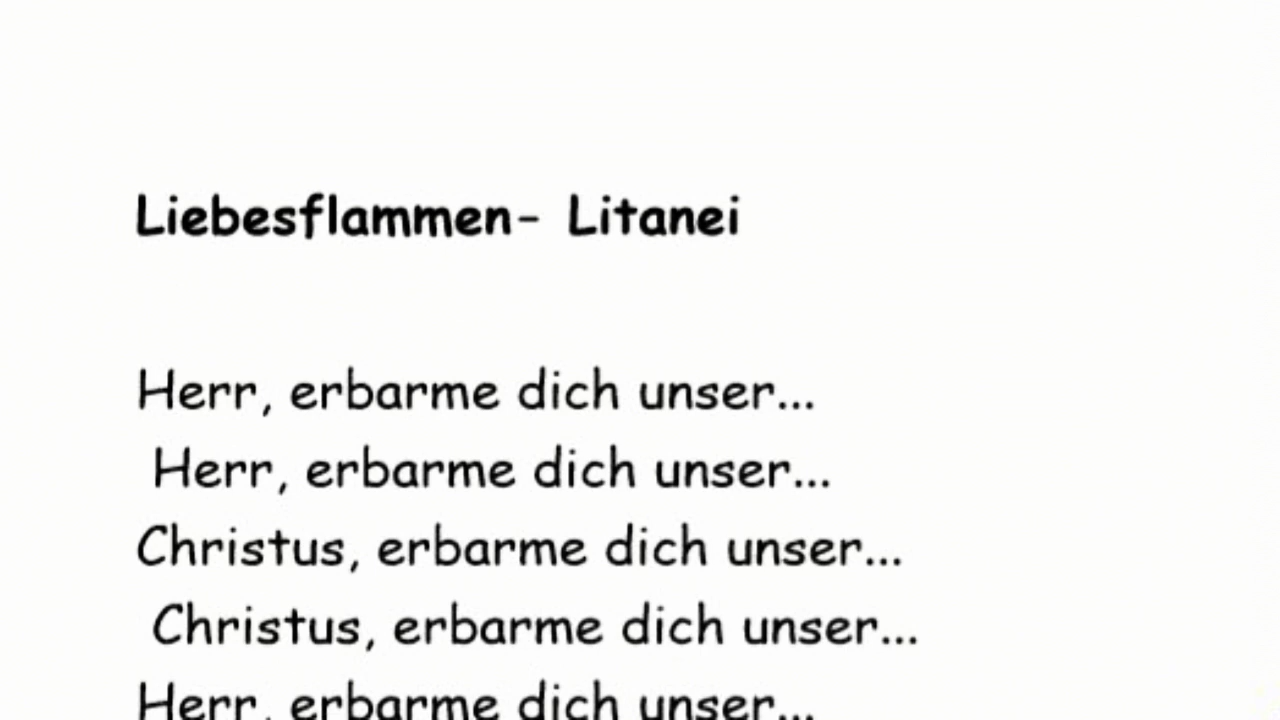 Liebesflammen- Litanei
Herr, erbarme dich unser...
Herr, erbarme dich unser...
Christus, erbarme dich unser...
Christus, erbarme dich unser...
Herr, erbarme dich unser...